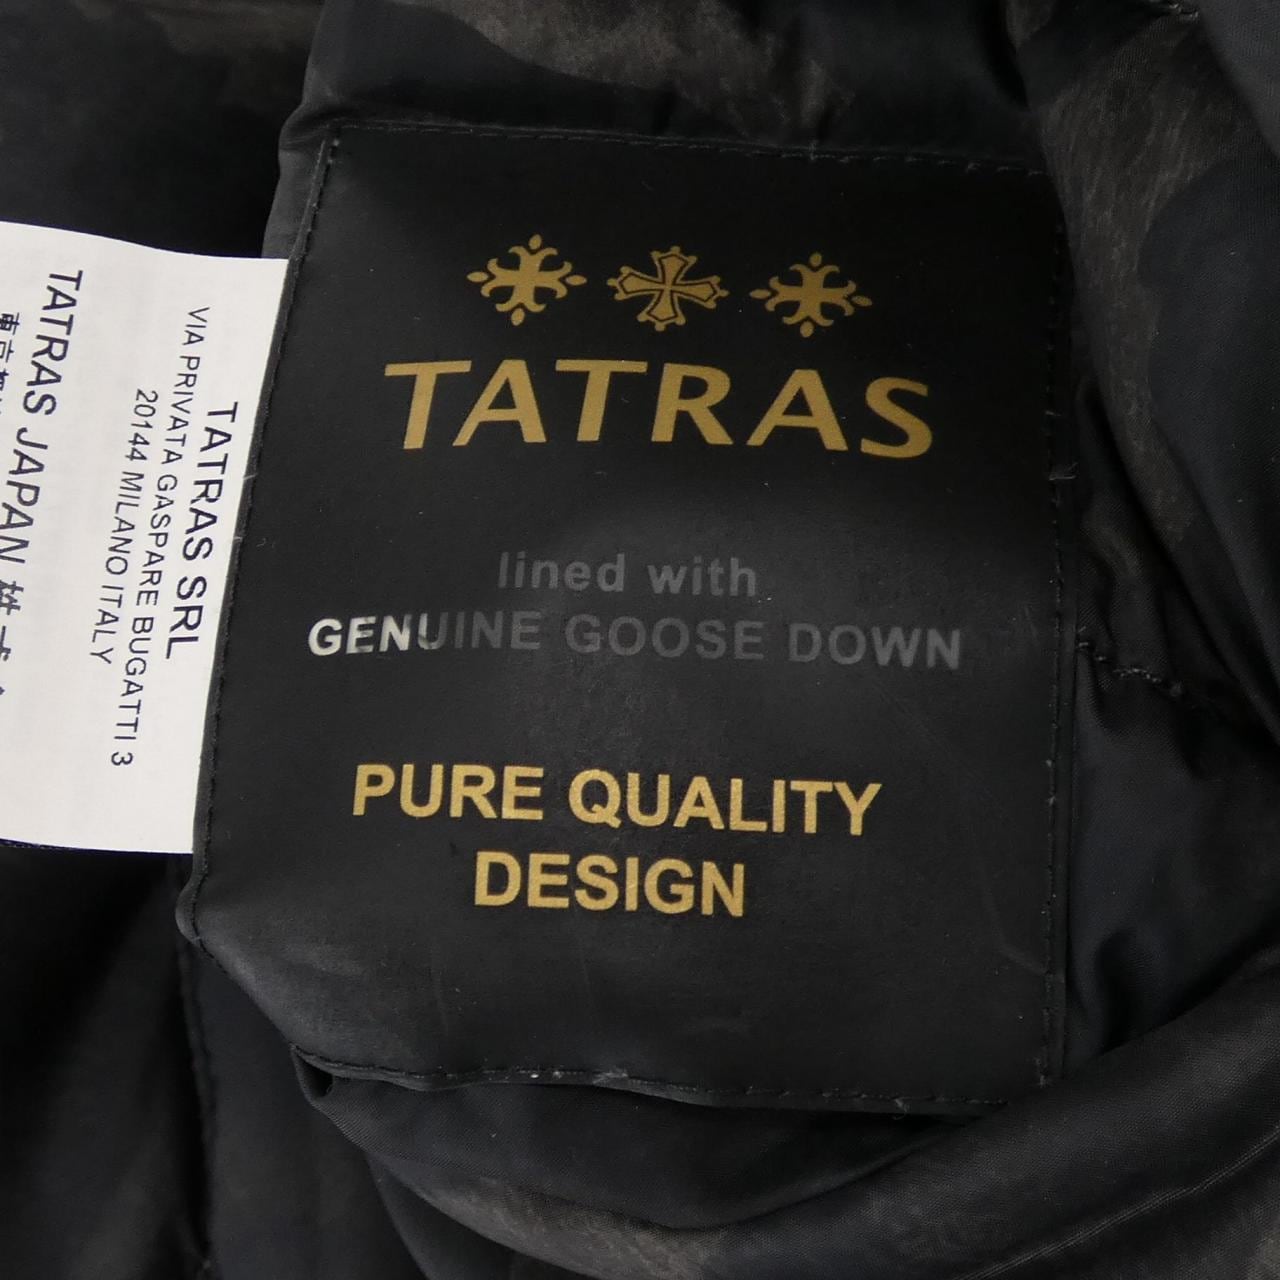 TATRAS
lined with
GENUINE GOOSE DOWN
PURE QUALITY
DESIGN
TATRAS SRL
VIA PRIVATA GASPARE BUGATTI 3
20144 MILANO ITALY
TATRAS JAPAN